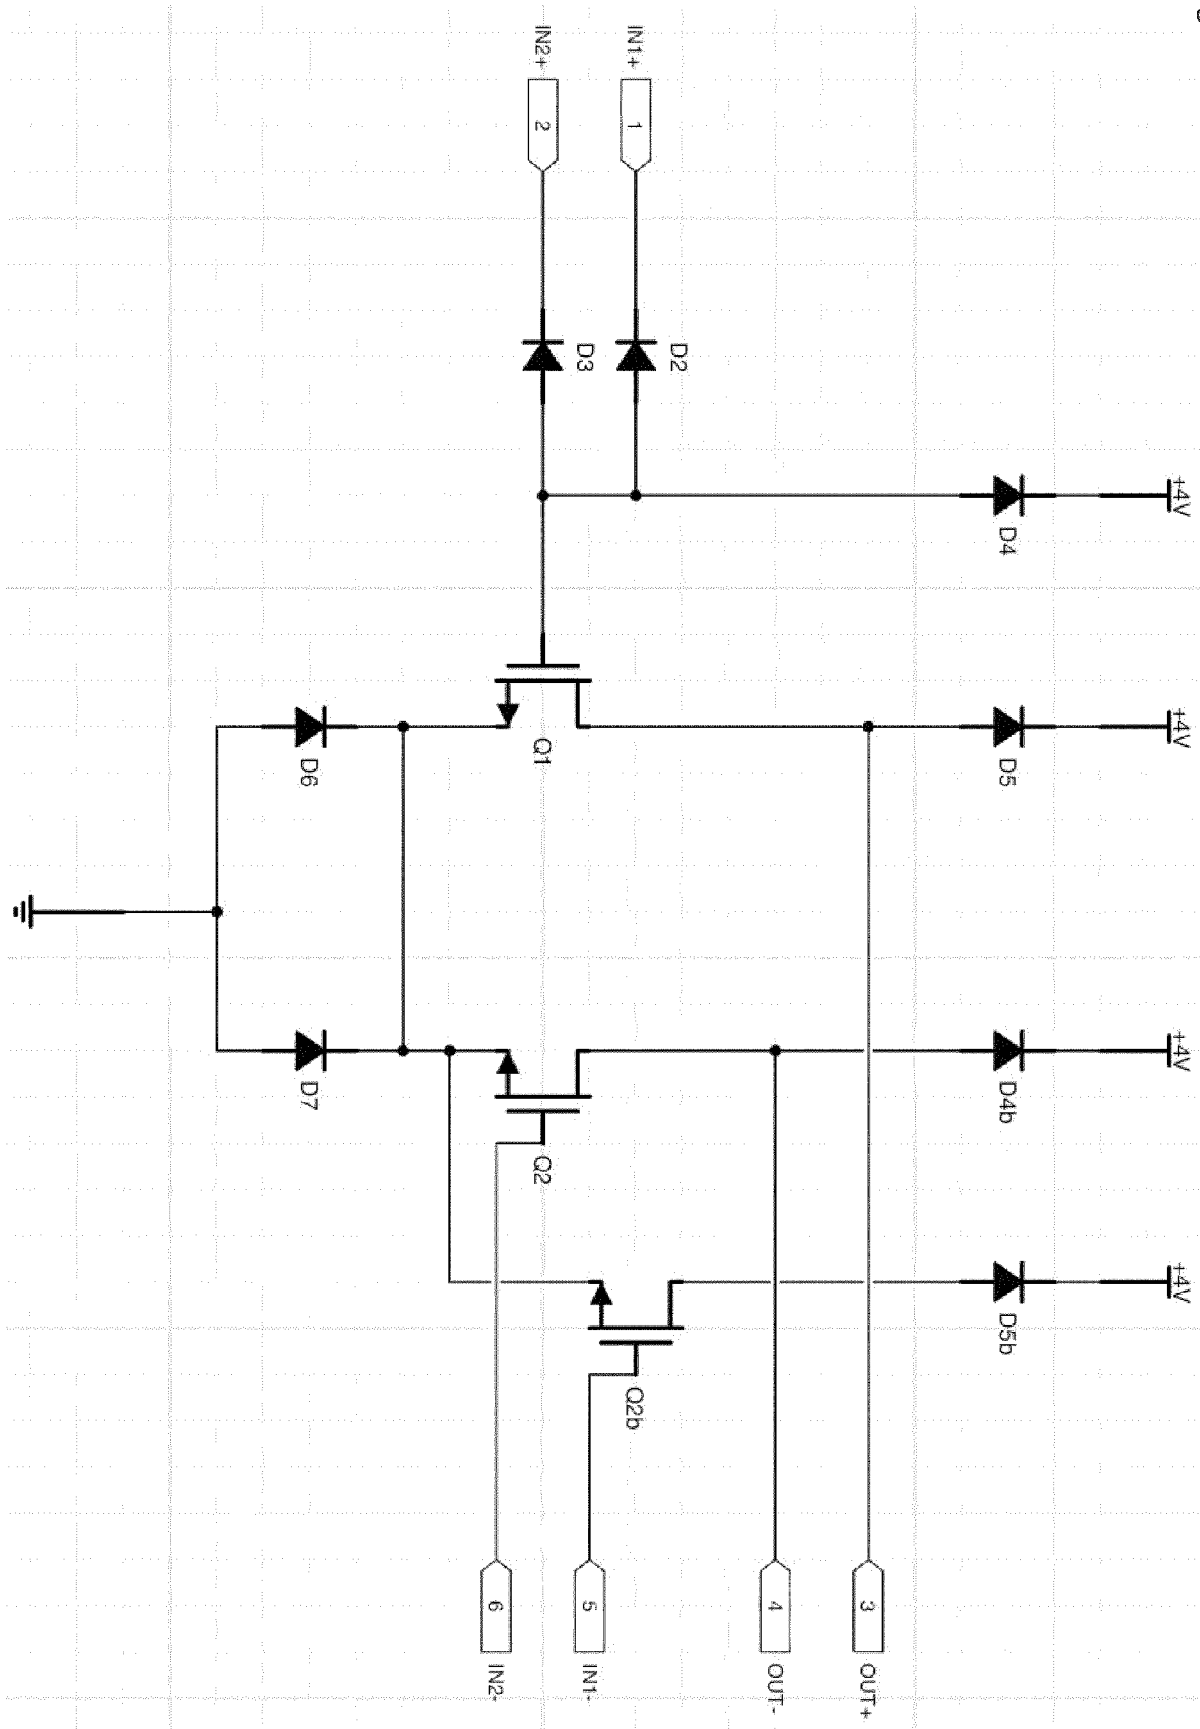 +4V
+4V
+4V
+4V
D4
D5
D4b
D5b
IN1+
1
D2
IN2+
2
D3
Q1
Q2
Q2b
D6
D7
3
OUT+
4
OUT-
5
IN1-
6
IN2-